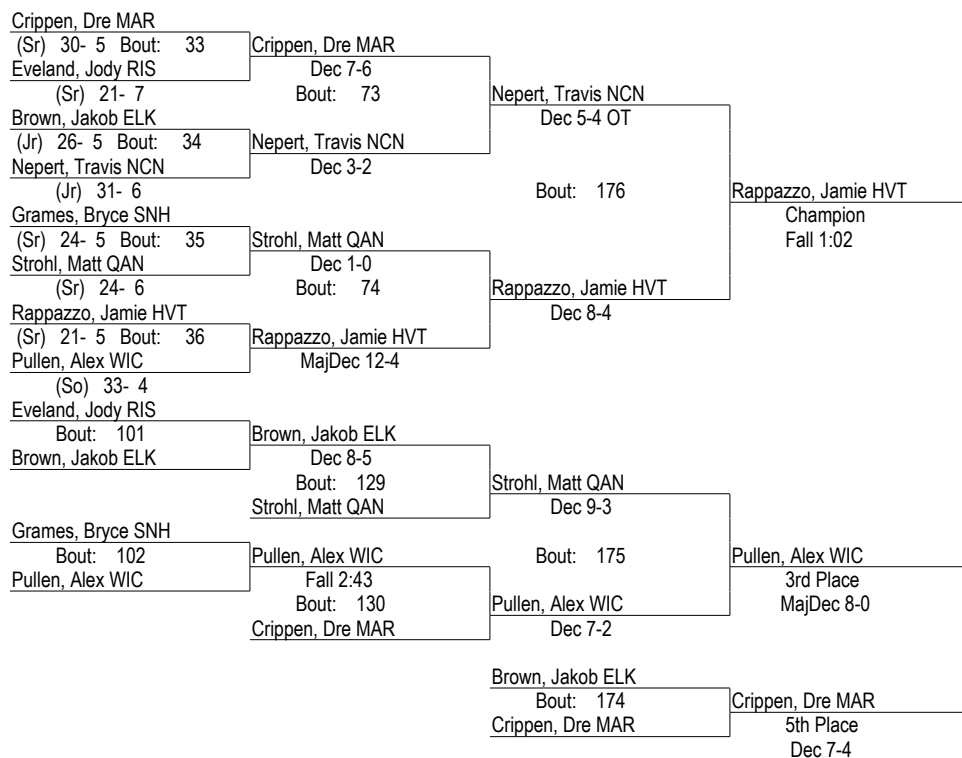 Crippen, Dre MAR
(Sr) 30- 5 Bout: 33 Crippen, Dre MAR
Eveland, Jody RIS Dec 7-6
(Sr) 21- 7 Bout: 73 Nepert, Travis NCN
Brown, Jakob ELK Dec 5-4 OT
(Jr) 26- 5 Bout: 34 Nepert, Travis NCN
Nepert, Travis NCN Dec 3-2
(Jr) 31- 6 Bout: 176 Rappazzo, Jamie HVT
Grames, Bryce SNH Champion
(Sr) 24- 5 Bout: 35 Strohl, Matt QAN Fall 1:02
Strohl, Matt QAN Dec 1-0
(Sr) 24- 6 Bout: 74 Rappazzo, Jamie HVT
Rappazzo, Jamie HVT Dec 8-4
(Sr) 21- 5 Bout: 36 Rappazzo, Jamie HVT
Pullen, Alex WIC MajDec 12-4
(So) 33- 4
Eveland, Jody RIS
Bout: 101 Brown, Jakob ELK
Brown, Jakob ELK Dec 8-5
Bout: 129 Strohl, Matt QAN
Strohl, Matt QAN Dec 9-3
Grames, Bryce SNH
Bout: 102 Pullen, Alex WIC Bout: 175 Pullen, Alex WIC
Pullen, Alex WIC Fall 2:43 3rd Place
Bout: 130 Pullen, Alex WIC MajDec 8-0
Crippen, Dre MAR Dec 7-2
Brown, Jakob ELK
Bout: 174 Crippen, Dre MAR
Crippen, Dre MAR 5th Place
Dec 7-4